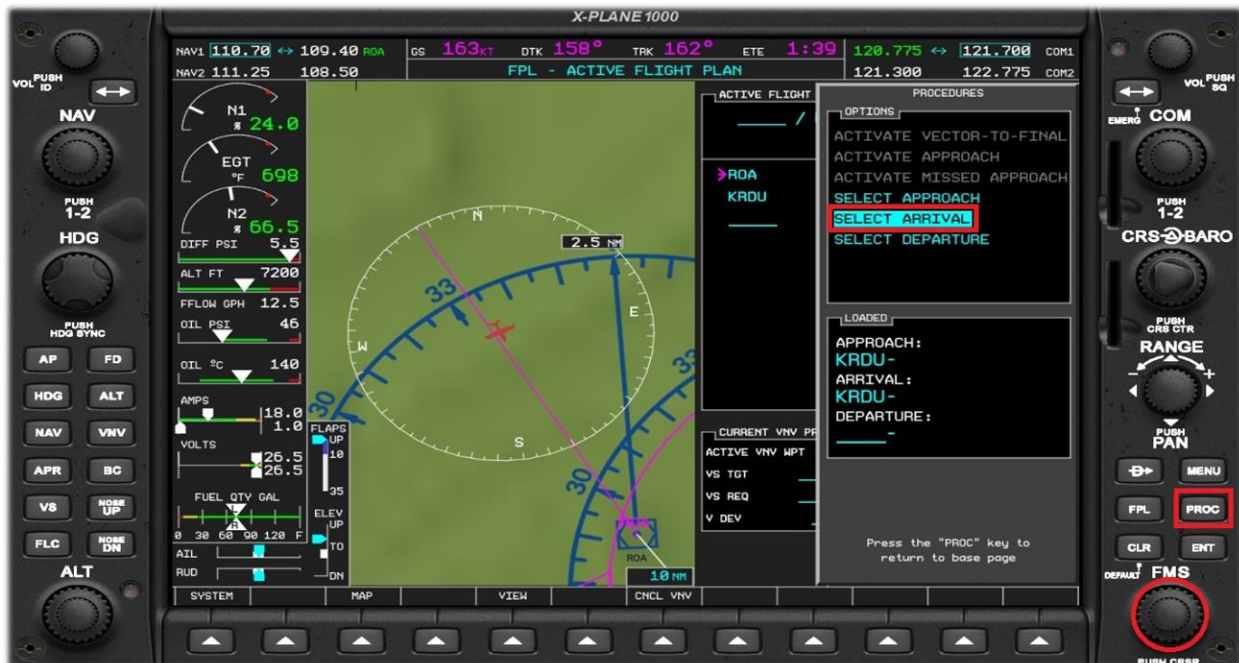 X-PLANE 1000
NAV1 110.70 ↔ 109.40 ROA
NAV2 111.25 108.50
GS 163KT DTK 158° TRK 162° ETE 1:39
FPL - ACTIVE FLIGHT PLAN
120.775 ↔ 121.700 COM1
121.300 122.775 COM2
VOL PUSH ID
NAV
PUSH
1-2
HDG
PUSH
HDG SYNC
AP FD
HDG ALT
NAV VNV
APR BC
VS NOSE UP
FLC NOSE DN
ALT
N1
% 24.0
EGT
°F 698
N2
% 66.5
DIFF PSI 5.5
ALT FT 7200
FFLOW GPH 12.5
OIL PSI 46
OIL °C 140
AMPS
18.0
1.0
VOLTS
26.5
26.5
FUEL QTY GAL
L
R
0 30 60 90 120 F
AIL
RUD
FLAPS
UP
10
35
ELEV
UP
TO
DN
N
E
S
W
2.5 NM
33
30
33
30
ROA
10 NM
ACTIVE FLIGHT
/
ROA
KRDU
CURRENT VNV PR
ACTIVE VNV WPT
VS TGT
VS REQ
V DEV
PROCEDURES
OPTIONS
ACTIVATE VECTOR-TO-FINAL
ACTIVATE APPROACH
ACTIVATE MISSED APPROACH
SELECT APPROACH
SELECT ARRIVAL
SELECT DEPARTURE
LOADED
APPROACH:
KRDU-
ARRIVAL:
KRDU-
DEPARTURE:
_____-
Press the "PROC" key to
return to base page
SYSTEM MAP VIEW CNCL VNV
VOL PUSH SQ
EMERG COM
PUSH
1-2
CRS BARO
PUSH
CRS CTR
RANGE
- +
PUSH
PAN
D MENU
FPL PROC
CLR ENT
DEFAULT FMS
PUSH CRSR